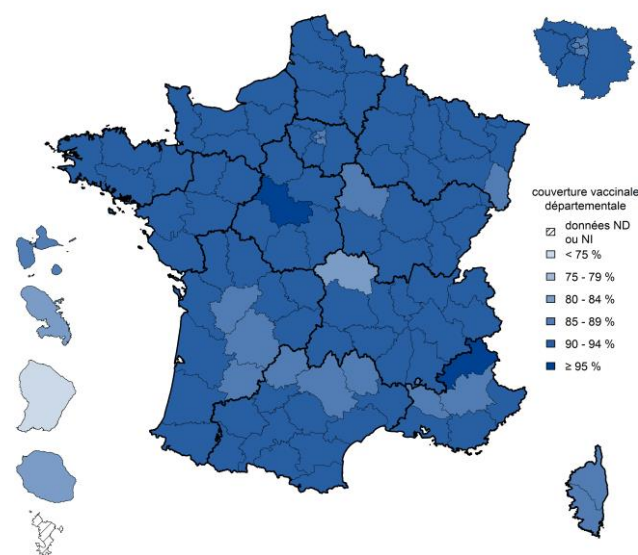 couverture vaccinale
départementale
données ND
ou NI
< 75 %
75 - 79 %
80 - 84 %
85 - 89 %
90 - 94 %
≥ 95 %